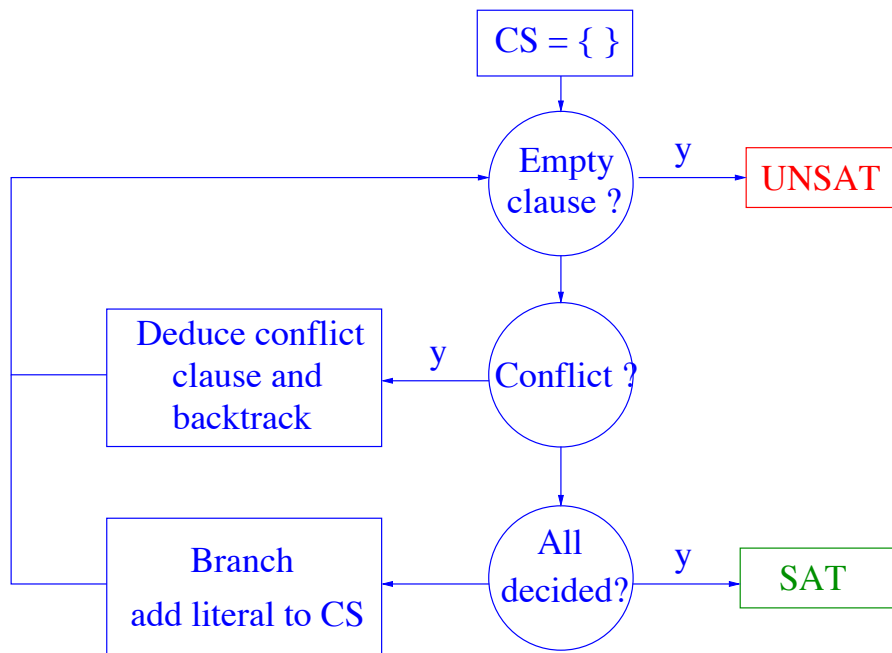 CS = { }
Empty
clause ?
y
UNSAT
Deduce conflict
clause and
backtrack
y
Conflict ?
Branch
add literal to CS
All
decided?
y
SAT